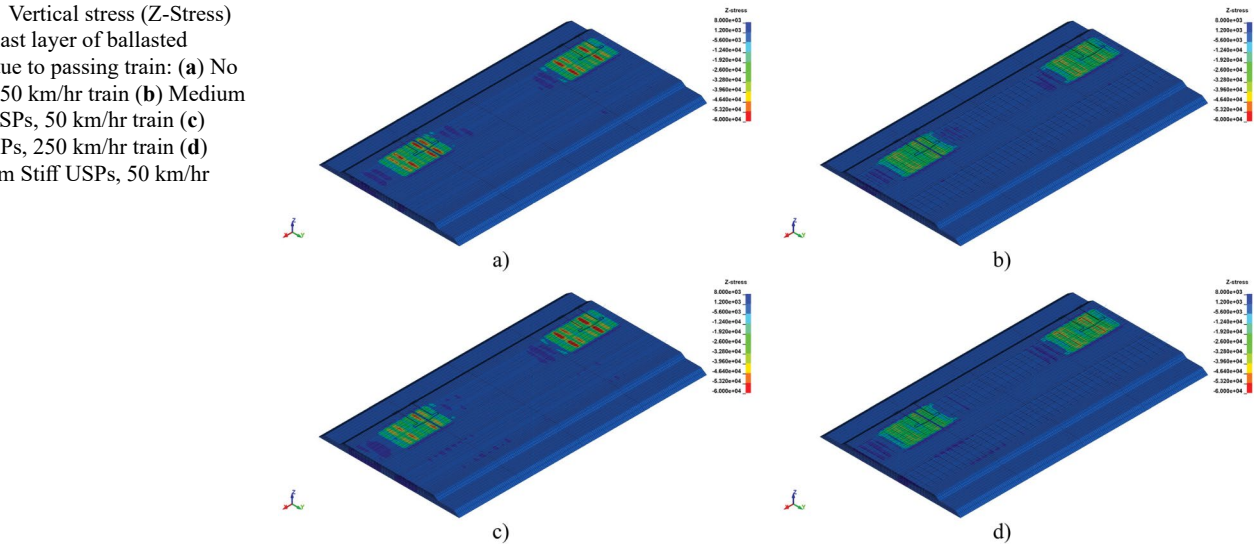 Vertical stress (Z-Stress)
ast layer of ballasted
ue to passing train: (a) No
50 km/hr train (b) Medium
SPs, 50 km/hr train (c)
Ps, 250 km/hr train (d)
m Stiff USPs, 50 km/hr
Z-stress
8.000e+03
1.200e+03
-5.600e+03
-1.240e+04
-1.920e+04
-2.600e+04
-3.280e+04
-3.960e+04
-4.640e+04
-5.320e+04
-6.000e+04
Z
X
Y
a)
Z-stress
8.000e+03
1.200e+03
-5.600e+03
-1.240e+04
-1.920e+04
-2.600e+04
-3.280e+04
-3.960e+04
-4.640e+04
-5.320e+04
-6.000e+04
Z
X
Y
b)
Z-stress
8.000e+03
1.200e+03
-5.600e+03
-1.240e+04
-1.920e+04
-2.600e+04
-3.280e+04
-3.960e+04
-4.640e+04
-5.320e+04
-6.000e+04
Z
X
Y
c)
Z-stress
8.000e+03
1.200e+03
-5.600e+03
-1.240e+04
-1.920e+04
-2.600e+04
-3.280e+04
-3.960e+04
-4.640e+04
-5.320e+04
-6.000e+04
Z
X
Y
d)